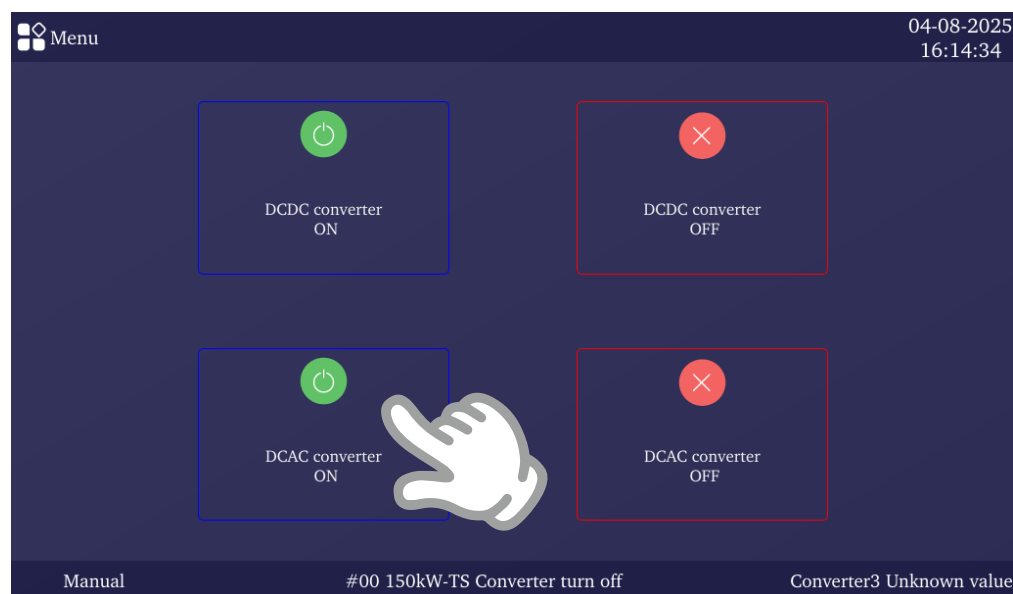 Menu
04-08-2025
16:14:34
DCDC converter
ON
DCDC converter
OFF
DCAC converter
ON
DCAC converter
OFF
Manual
#00 150kW-TS Converter turn off
Converter3 Unknown value